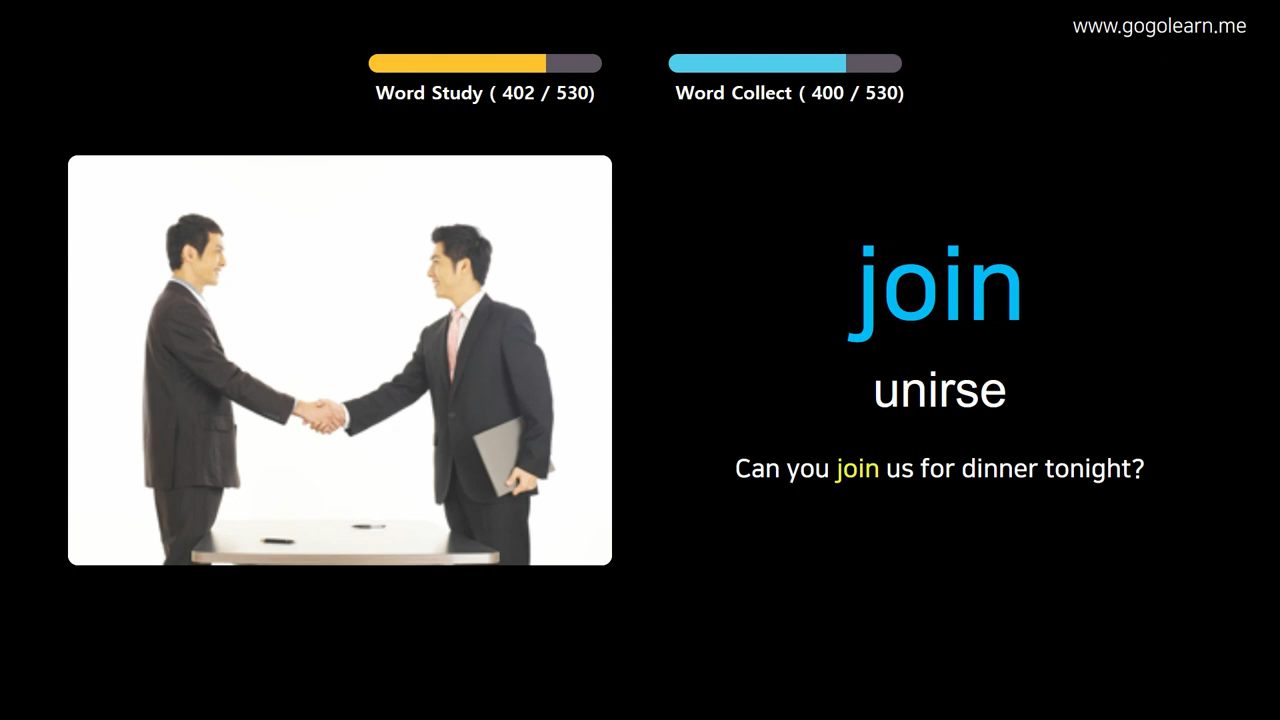 www.gogolearn.me
Word Study ( 402 / 530)
Word Collect ( 400 / 530)
join
unirse
Can you join us for dinner tonight?